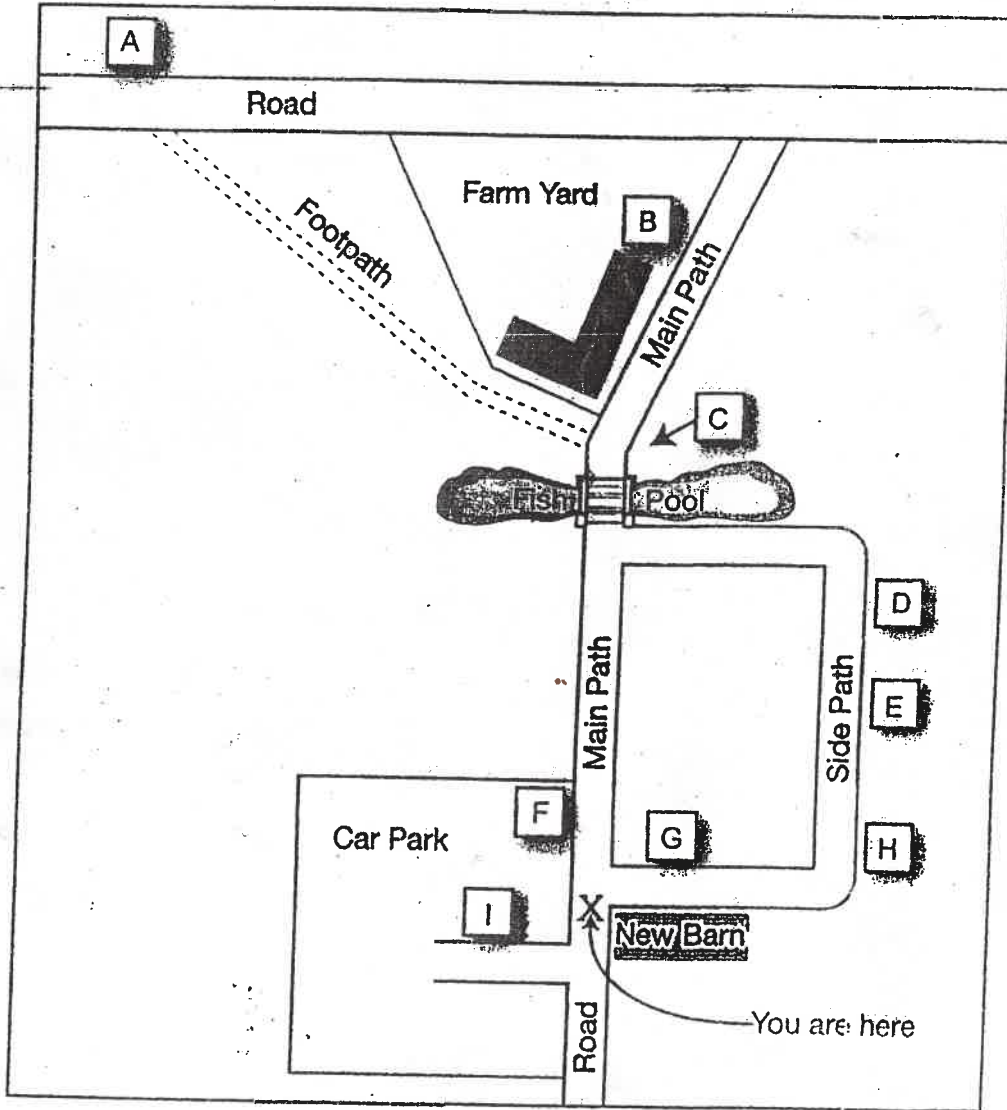 A
Road
Farm Yard
B
Footpath
Main Path
C
Fish Pool
D
Main Path
E
Side Path
F
Car Park
G
H
I
X
New Barn
You are here
Road